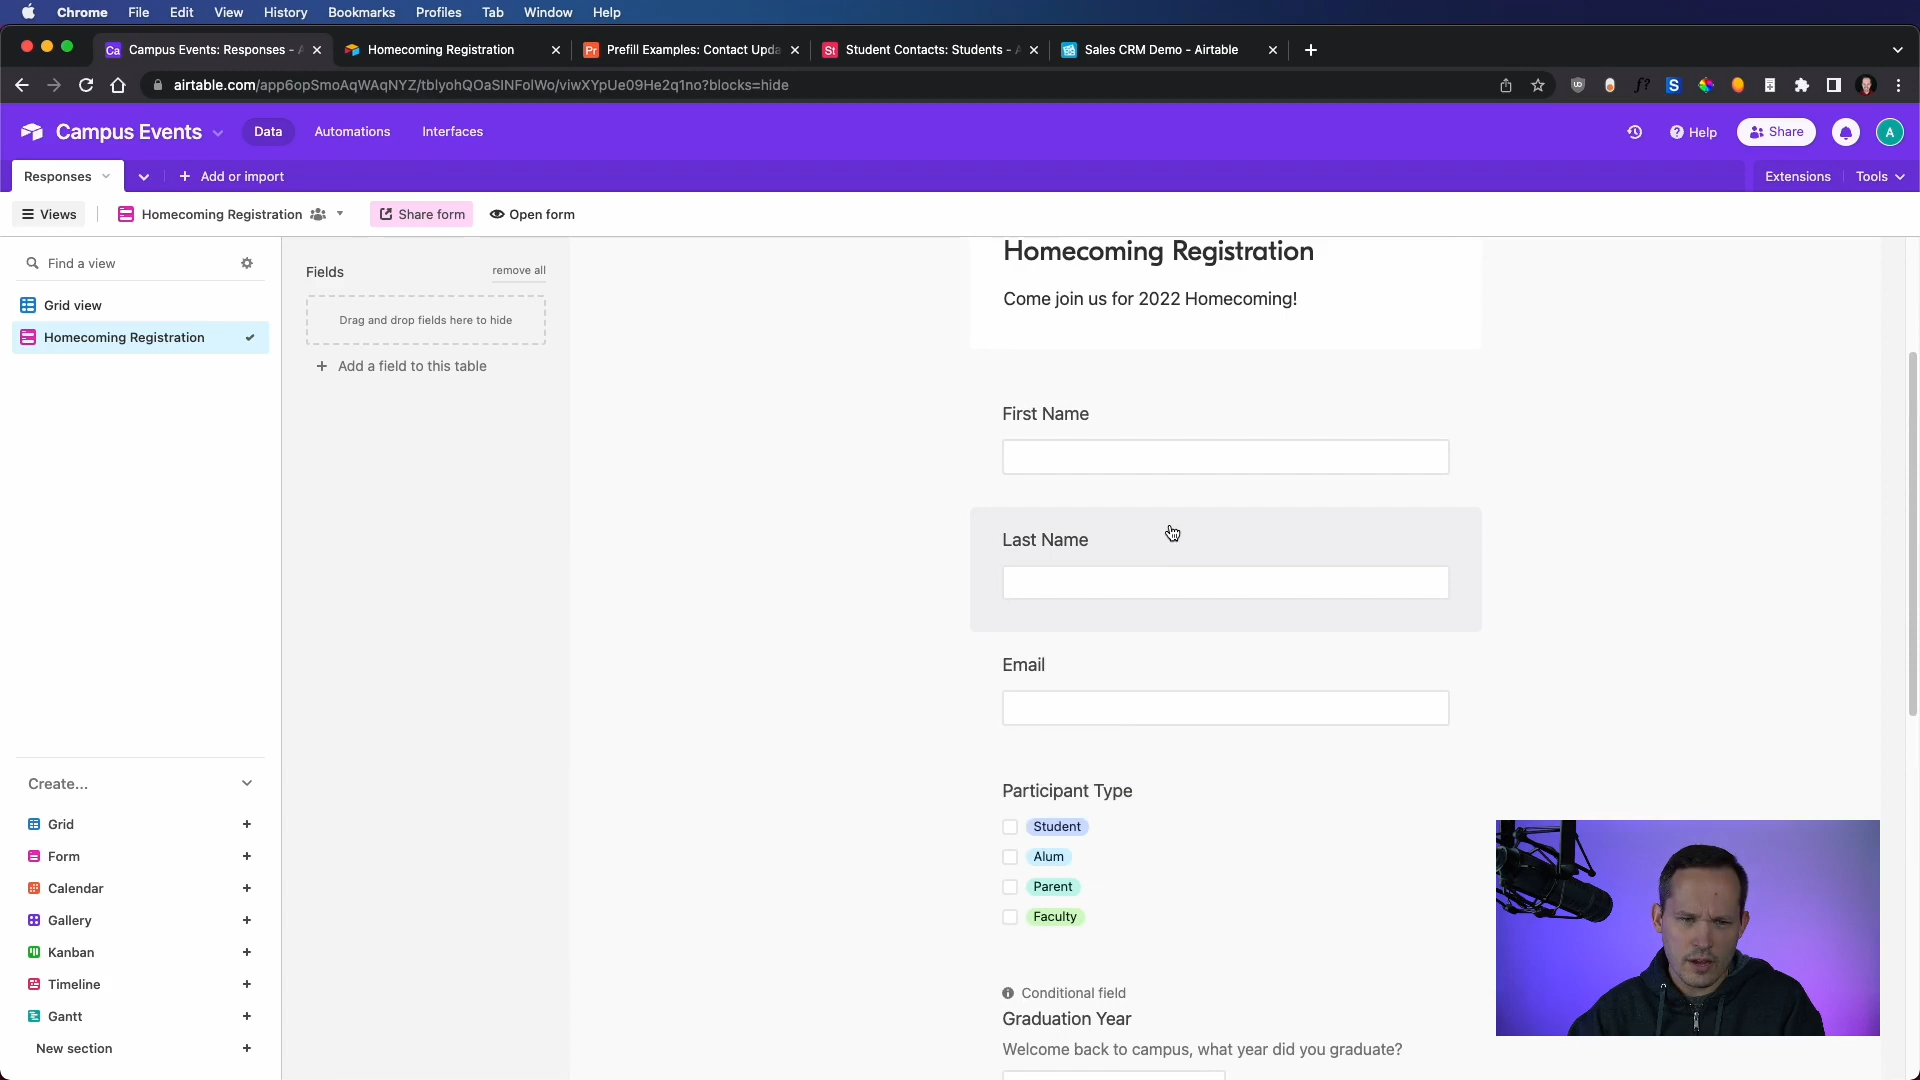 Chrome File Edit View History Bookmarks Profiles Tab Window Help
Ca Campus Events: Responses - A
Homecoming Registration
Pr Prefill Examples: Contact Upda
St Student Contacts: Students - A
Sales CRM Demo - Airtable
airtable.com/app6opSmoAqWAqNYZ/tblyohQOaSINFolWo/viwXYpUe09He2q1no?blocks=hide
Campus Events Data Automations Interfaces Help Share A
Responses Add or import Extensions Tools
Views Homecoming Registration Share form Open form
Find a view
Grid view
Homecoming Registration
Create...
Grid
Form
Calendar
Gallery
Kanban
Timeline
Gantt
New section
Fields remove all
Drag and drop fields here to hide
Add a field to this table
Homecoming Registration
Come join us for 2022 Homecoming!
First Name
Last Name
Email
Participant Type
Student
Alum
Parent
Faculty
Conditional field
Graduation Year
Welcome back to campus, what year did you graduate?